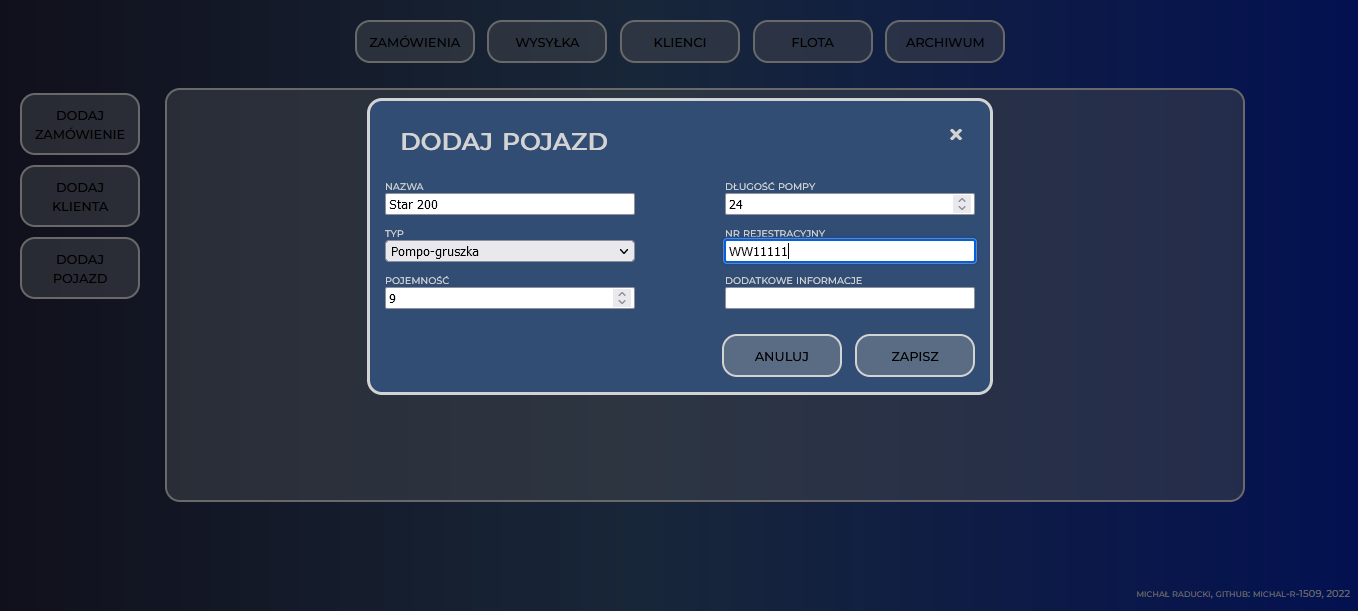 ZAMÓWIENIA
WYSYŁKA
KLIENCI
FLOTA
ARCHIWUM
DODAJ
ZAMÓWIENIE
DODAJ
KLIENTA
DODAJ
POJAZD
DODAJ POJAZD
NAZWA
Star 200
TYP
Pompo-gruszka
POJEMNOŚĆ
9
DŁUGOŚĆ POMPY
24
NR REJESTRACYJNY
WW11111
DODATKOWE INFORMACJE
ANULUJ
ZAPISZ
MICHAŁ RADUCKI, GITHUB: MICHAL-R-1509, 2022